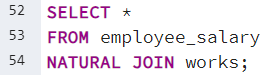 52 SELECT *
53 FROM employee_salary
54 NATURAL JOIN works;